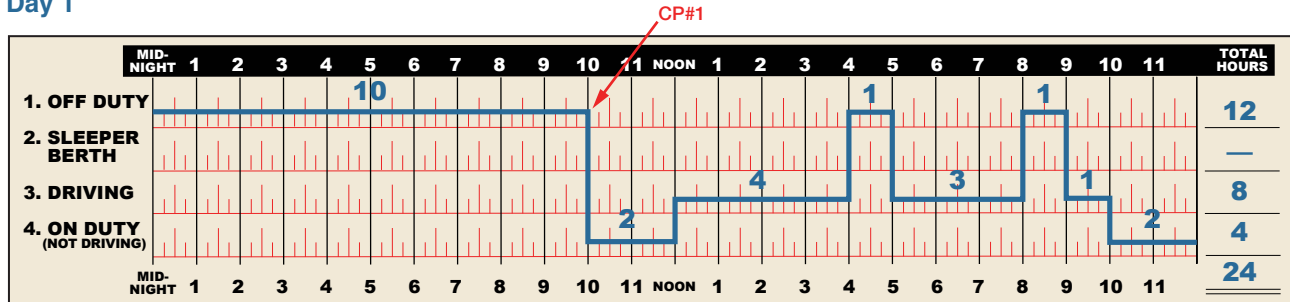 Day 1
CP#1
MID-
NIGHT 1 2 3 4 5 6 7 8 9 10 11 NOON 1 2 3 4 5 6 7 8 9 10 11 TOTAL
HOURS
1. OFF DUTY 10 1 1 12
2. SLEEPER
BERTH —
3. DRIVING 4 3 1 8
4. ON DUTY 2 2 4
(NOT DRIVING)
24
MID-
NIGHT 1 2 3 4 5 6 7 8 9 10 11 NOON 1 2 3 4 5 6 7 8 9 10 11